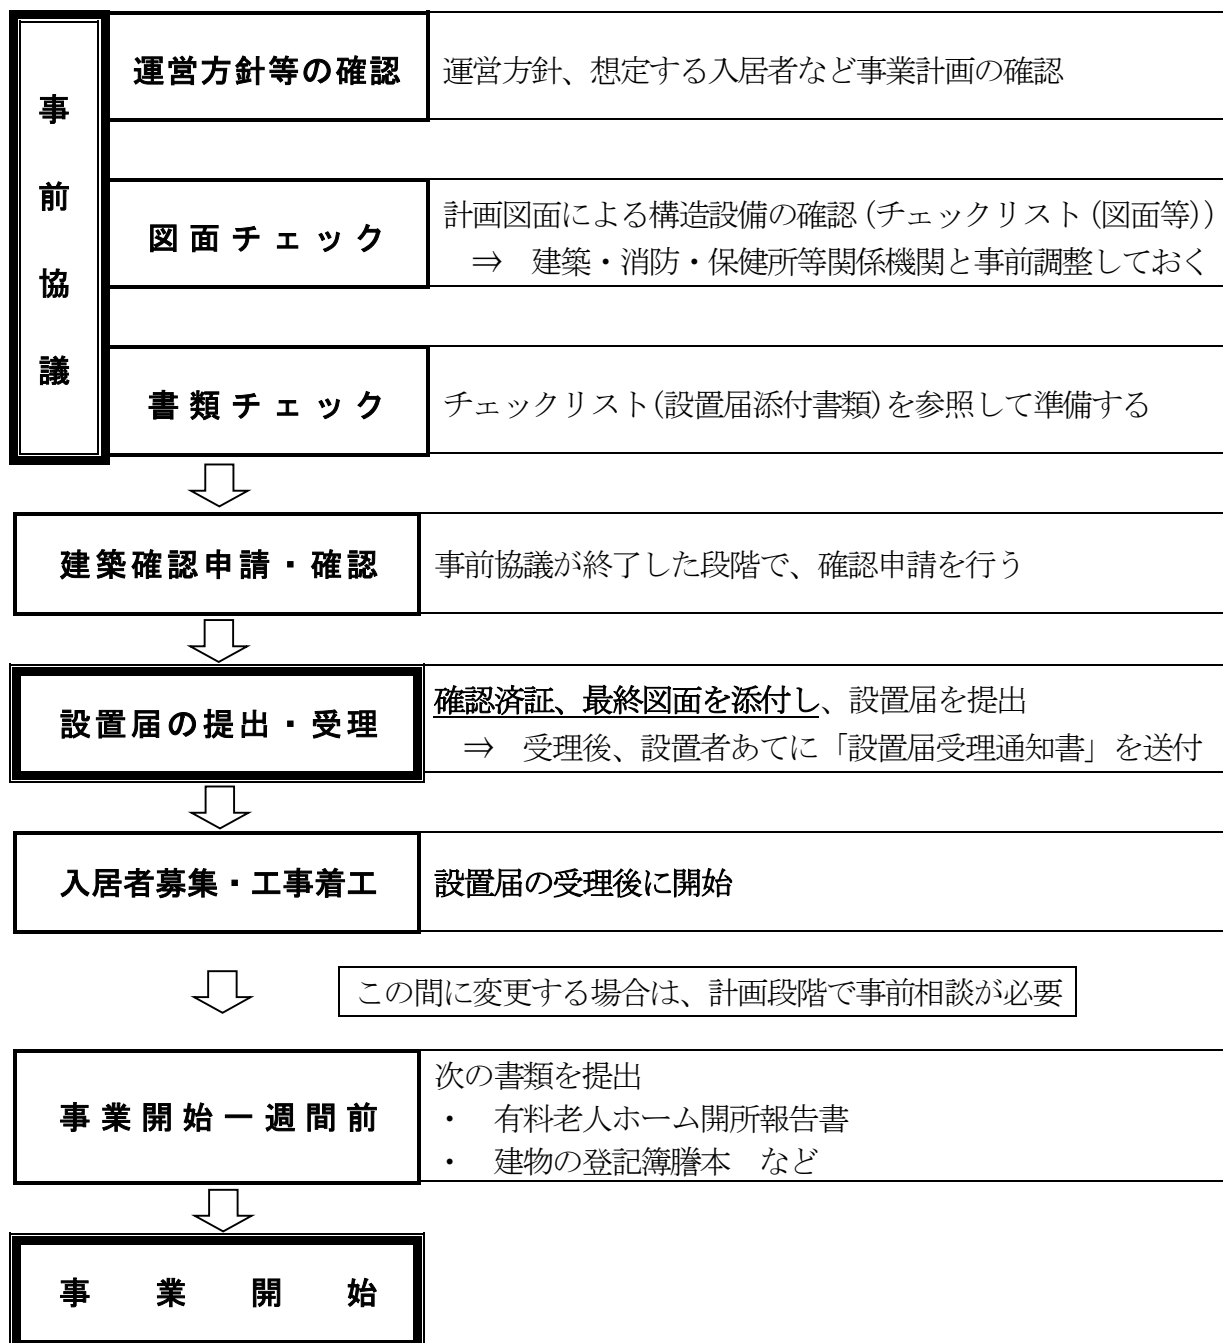 事前協議
運営方針等の確認
運営方針、想定する入居者など事業計画の確認
図面チェック
計画図面による構造設備の確認(チェックリスト(図面等))
⇒ 建築・消防・保健所等関係機関と事前調整しておく
書類チェック
チェックリスト(設置届添付書類)を参照して準備する
建築確認申請・確認
事前協議が終了した段階で、確認申請を行う
設置届の提出・受理
確認済証、最終図面を添付し、設置届を提出
⇒ 受理後、設置者あてに「設置届受理通知書」を送付
入居者募集・工事着工
設置届の受理後に開始
この間に変更する場合は、計画段階で事前相談が必要
事業開始一週間前
次の書類を提出
・ 有料老人ホーム開所報告書
・ 建物の登記簿謄本 など
事業開始